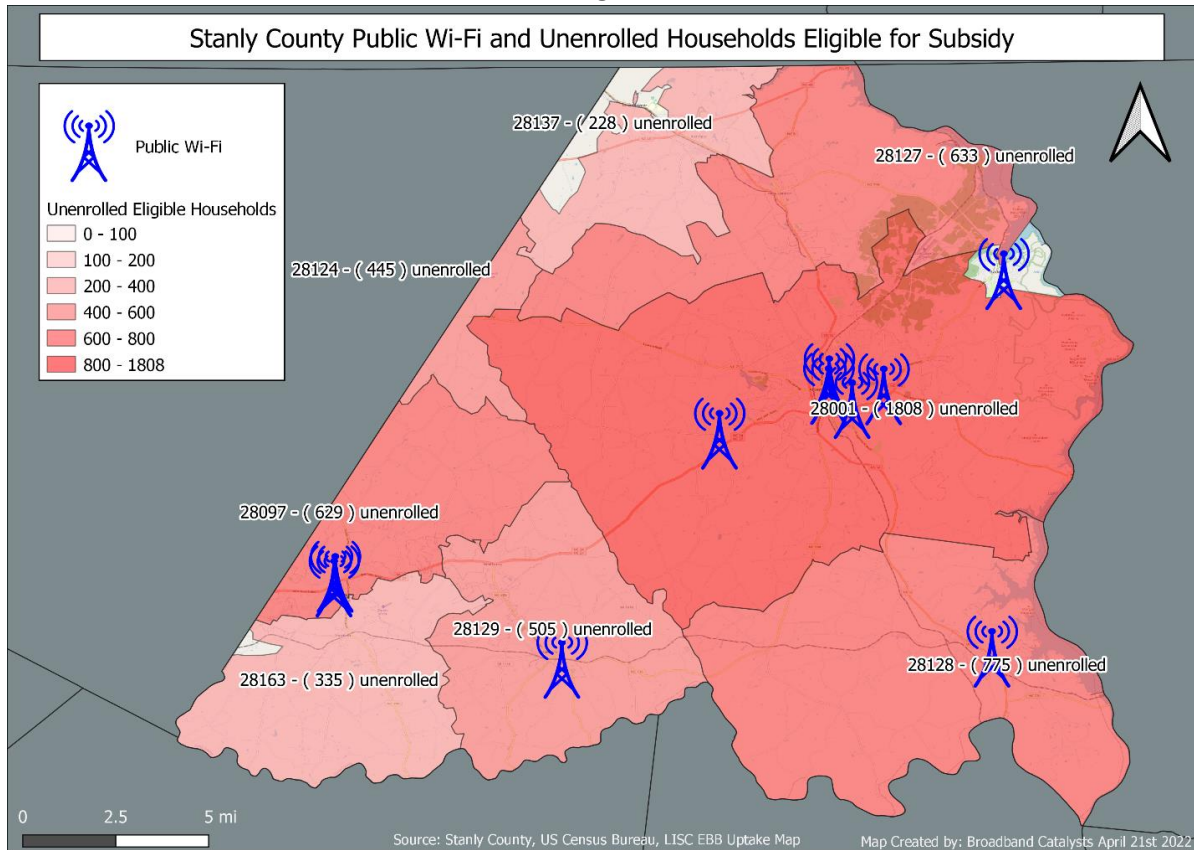 Stanly County Public Wi-Fi and Unenrolled Households Eligible for Subsidy
Public Wi-Fi
Unenrolled Eligible Households
0 - 100
100 - 200
200 - 400
400 - 600
600 - 800
800 - 1808
28137 - ( 228 ) unenrolled
28127 - ( 633 ) unenrolled
28124 - ( 445 ) unenrolled
28001 - ( 1808 ) unenrolled
28097 - ( 629 ) unenrolled
28129 - ( 505 ) unenrolled
28128 - ( 775 ) unenrolled
28163 - ( 335 ) unenrolled
0 2.5 5 mi
Source: Stanly County, US Census Bureau, LISC EBB Uptake Map
Map Created by: Broadband Catalysts April 21st 2022